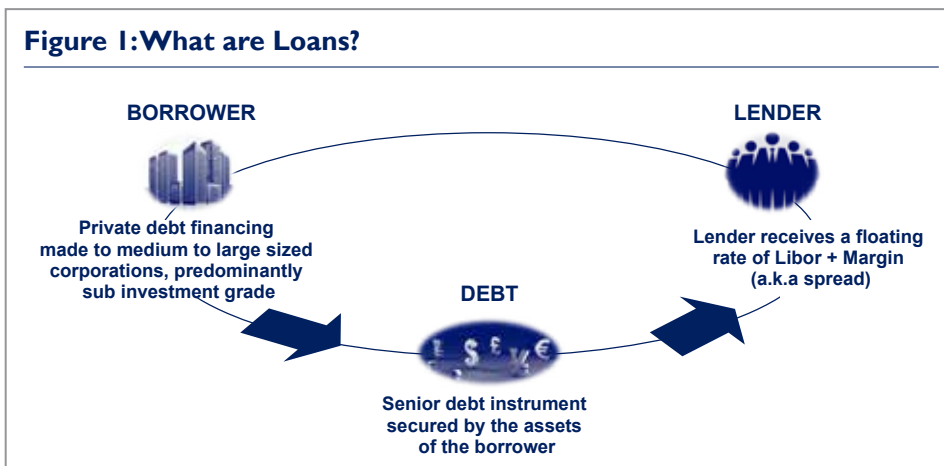 Figure 1: What are Loans?
BORROWER
Private debt financing
made to medium to large sized
corporations, predominantly
sub investment grade
LENDER
Lender receives a floating
rate of Libor + Margin
(a.k.a spread)
DEBT
$ £ ¥ €
Senior debt instrument
secured by the assets
of the borrower